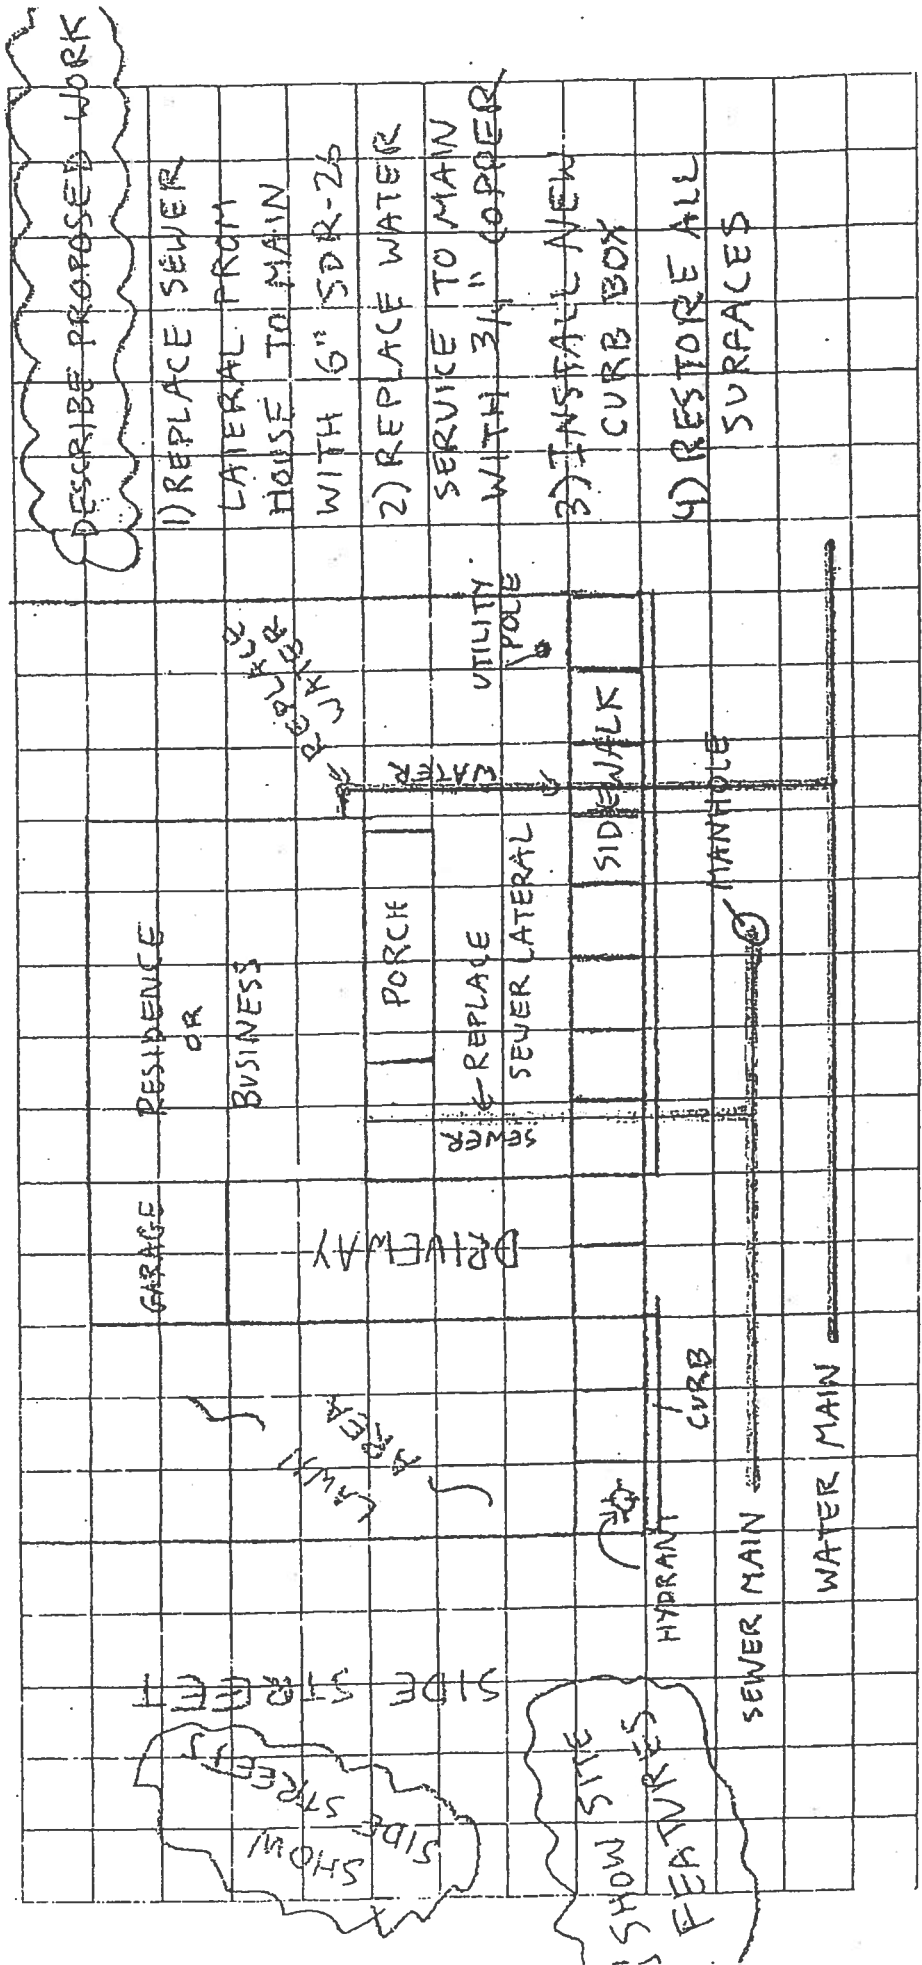 DESCRIBE PROPOSED WORK
1) REPLACE SEWER
LATERAL FROM
HOUSE TO MAIN
WITH 6" SDR-26
2) REPLACE WATER
SERVICE TO MAIN
WITH 3/4" COPPER
3) INSTALL NEW
CURB BOX
4) RESTORE ALL
SURFACES
SIDE STREET
SHOW
SIDE
STREETS
SHOW SITE
FEATURES
LAWN
AREA
GARAGE
DRIVEWAY
RESIDENCE
OR
BUSINESS
PORCH
SEWER
REPLACE
SEWER LATERAL
REPLACE
WATER
WATER
UTILITY
POLE
SIDEWALK
MANHOLE
HYDRANT
CURB
SEWER MAIN
WATER MAIN